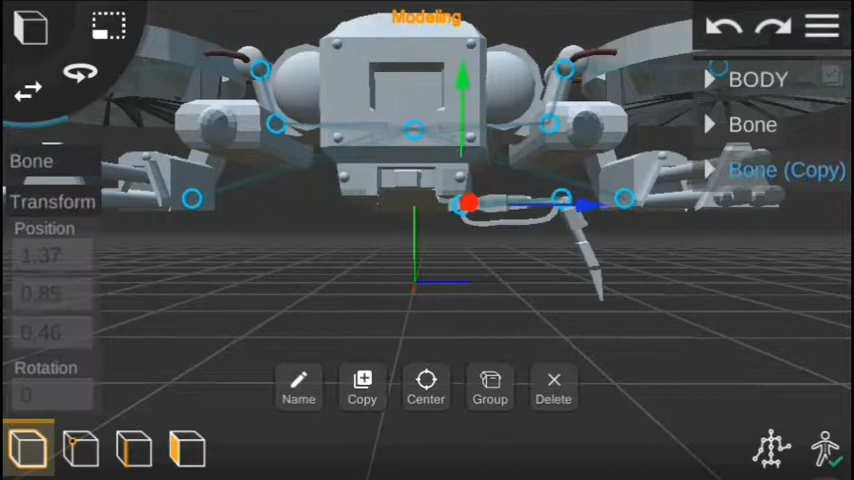 Modeling
BODY
Bone
Bone
Bone (Copy)
Transform
Position
1.37
0.85
0.46
Rotation
0
Name
Copy
Center
Group
Delete